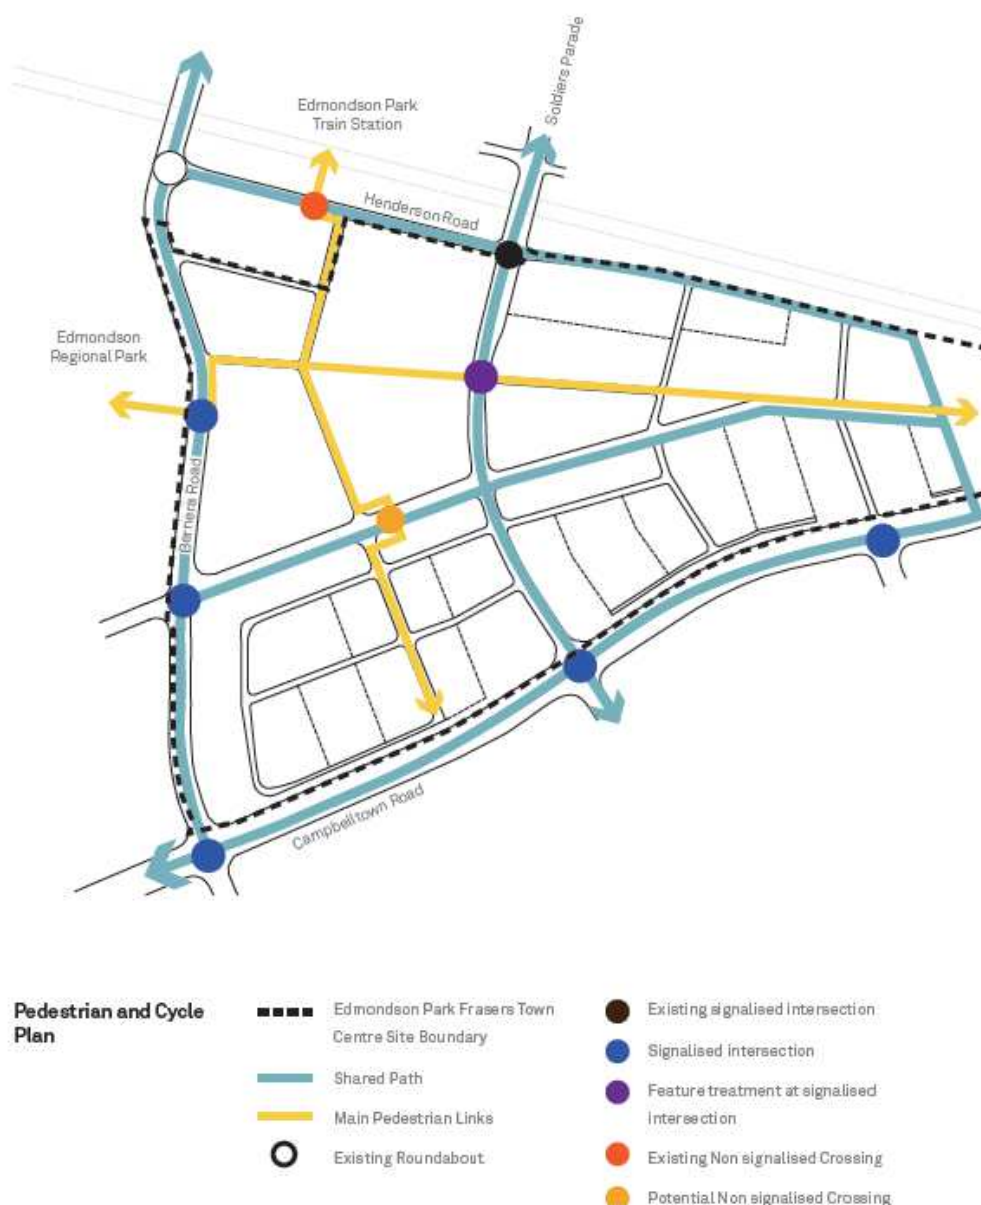 Soldiers Parade
Edmondson Park
Train Station
Henderson Road
Edmondson
Regional Park
Bernera Road
Campbelltown Road
Pedestrian and Cycle
Plan
Edmondson Park Frasers Town
Centre Site Boundary
Shared Path
Main Pedestrian Links
Existing Roundabout
Existing signalised intersection
Signalised intersection
Feature treatment at signalised
intersection
Existing Non signalised Crossing
Potential Non signalised Crossing